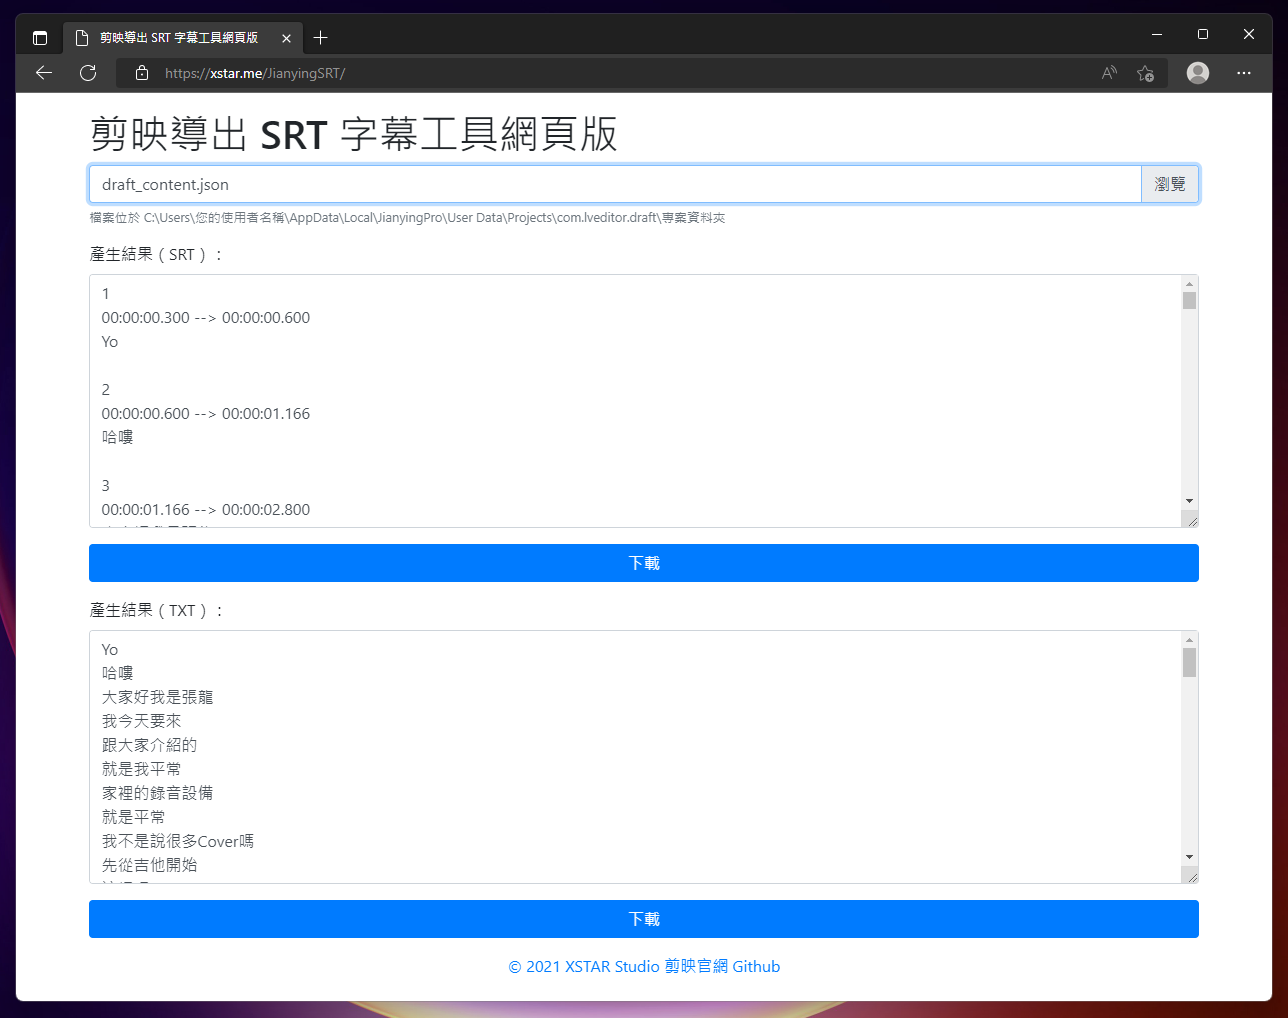 剪映導出 SRT 字幕工具網頁版
https://xstar.me/JianyingSRT/
剪映導出 SRT 字幕工具網頁版
draft_content.json
瀏覽
檔案位於 C:\Users\您的使用者名稱\AppData\Local\JianyingPro\User Data\Projects\com.lveditor.draft\專案資料夾
產生結果（SRT）：
1
00:00:00.300 --> 00:00:00.600
Yo
2
00:00:00.600 --> 00:00:01.166
哈嘍
3
00:00:01.166 --> 00:00:02.800
下載
產生結果（TXT）：
Yo
哈嘍
大家好我是張龍
我今天要來
跟大家介紹的
就是我平常
家裡的錄音設備
就是平常
我不是說很多Cover嗎
先從吉他開始
下載
© 2021 XSTAR Studio 剪映官網 Github